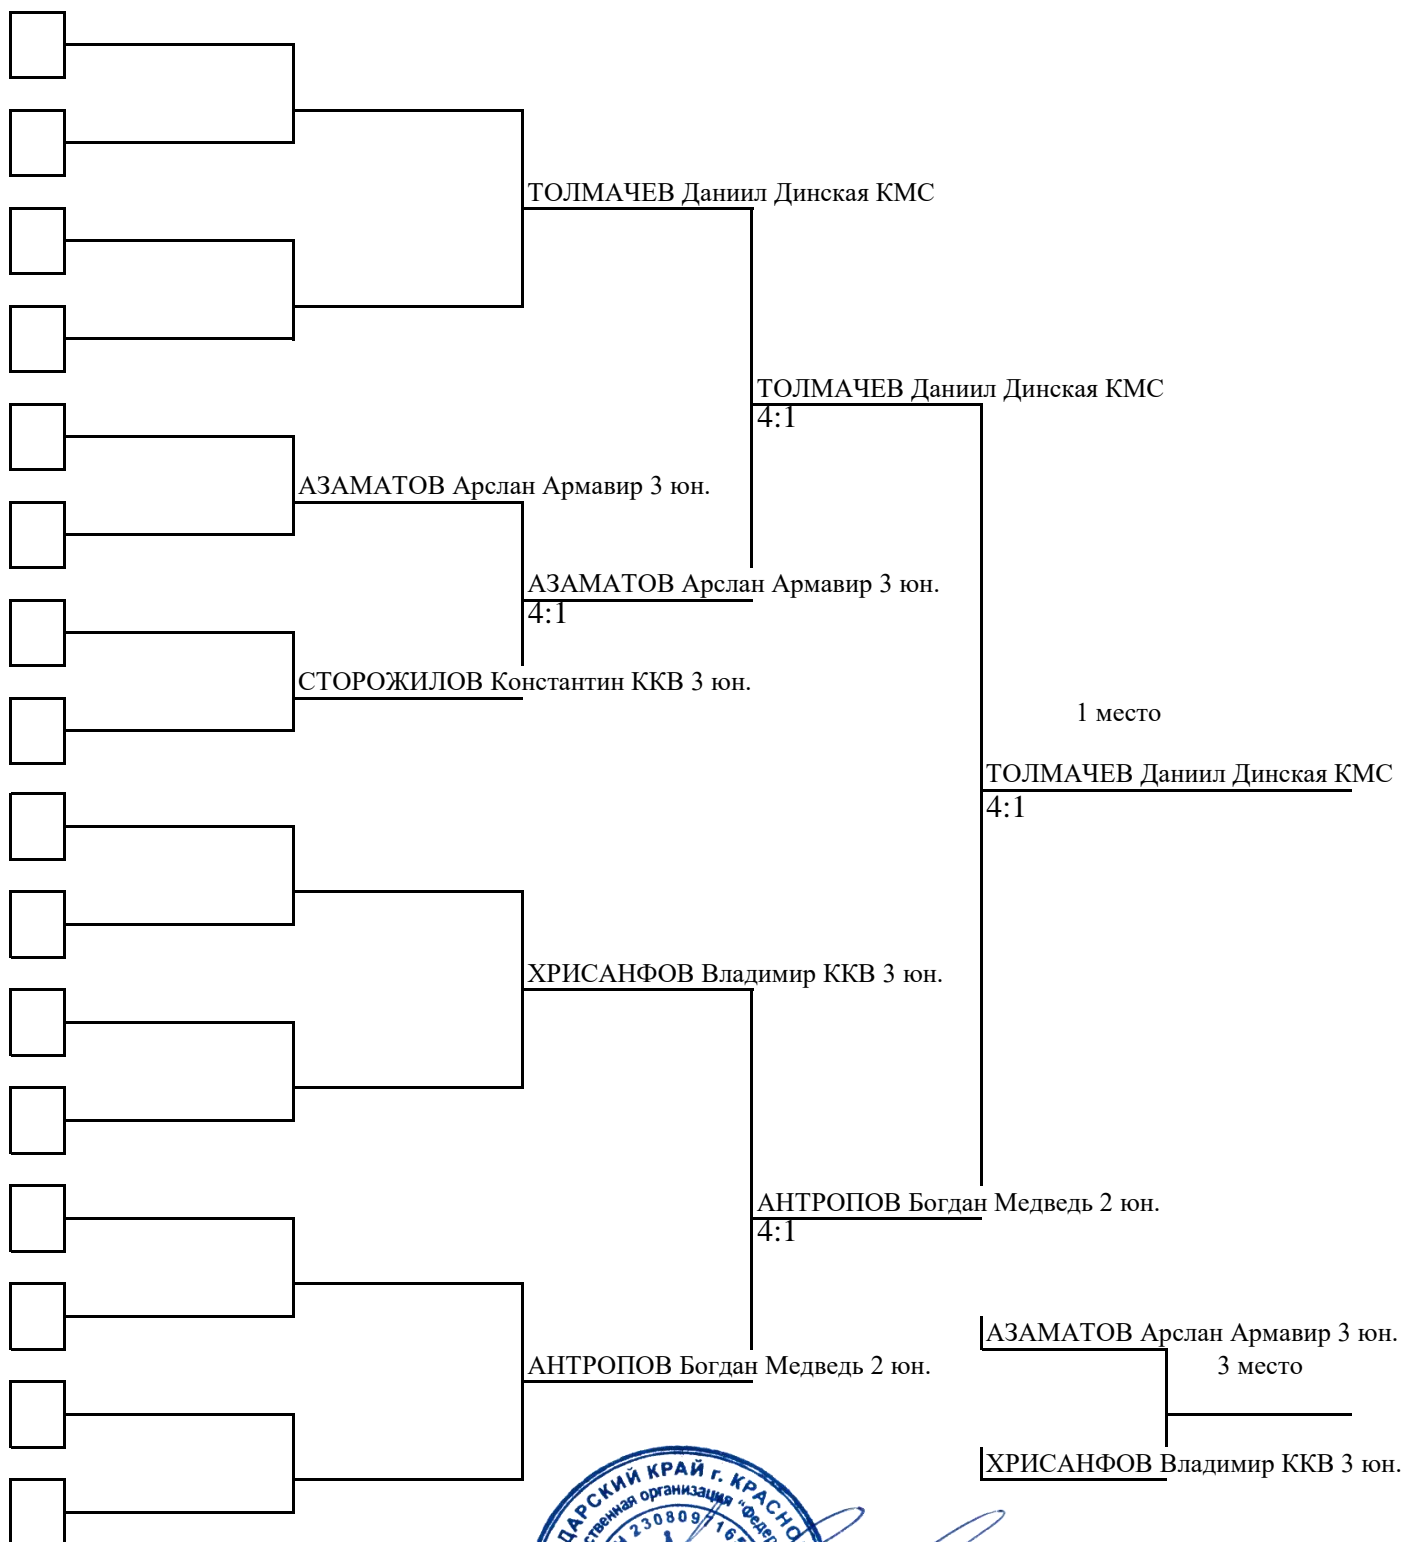 ТОЛМАЧЕВ Даниил Динская КМС
ТОЛМАЧЕВ Даниил Динская КМС
4:1
АЗАМАТОВ Арслан Армавир 3 юн.
АЗАМАТОВ Арслан Армавир 3 юн.
4:1
СТОРОЖИЛОВ Константин ККВ 3 юн.
1 место
ТОЛМАЧЕВ Даниил Динская КМС
4:1
ХРИСАНФОВ Владимир ККВ 3 юн.
АНТРОПОВ Богдан Медведь 2 юн.
4:1
АЗАМАТОВ Арслан Армавир 3 юн.
АНТРОПОВ Богдан Медведь 2 юн.
3 место
ХРИСАНФОВ Владимир ККВ 3 юн.
КРАЙ г.
организация